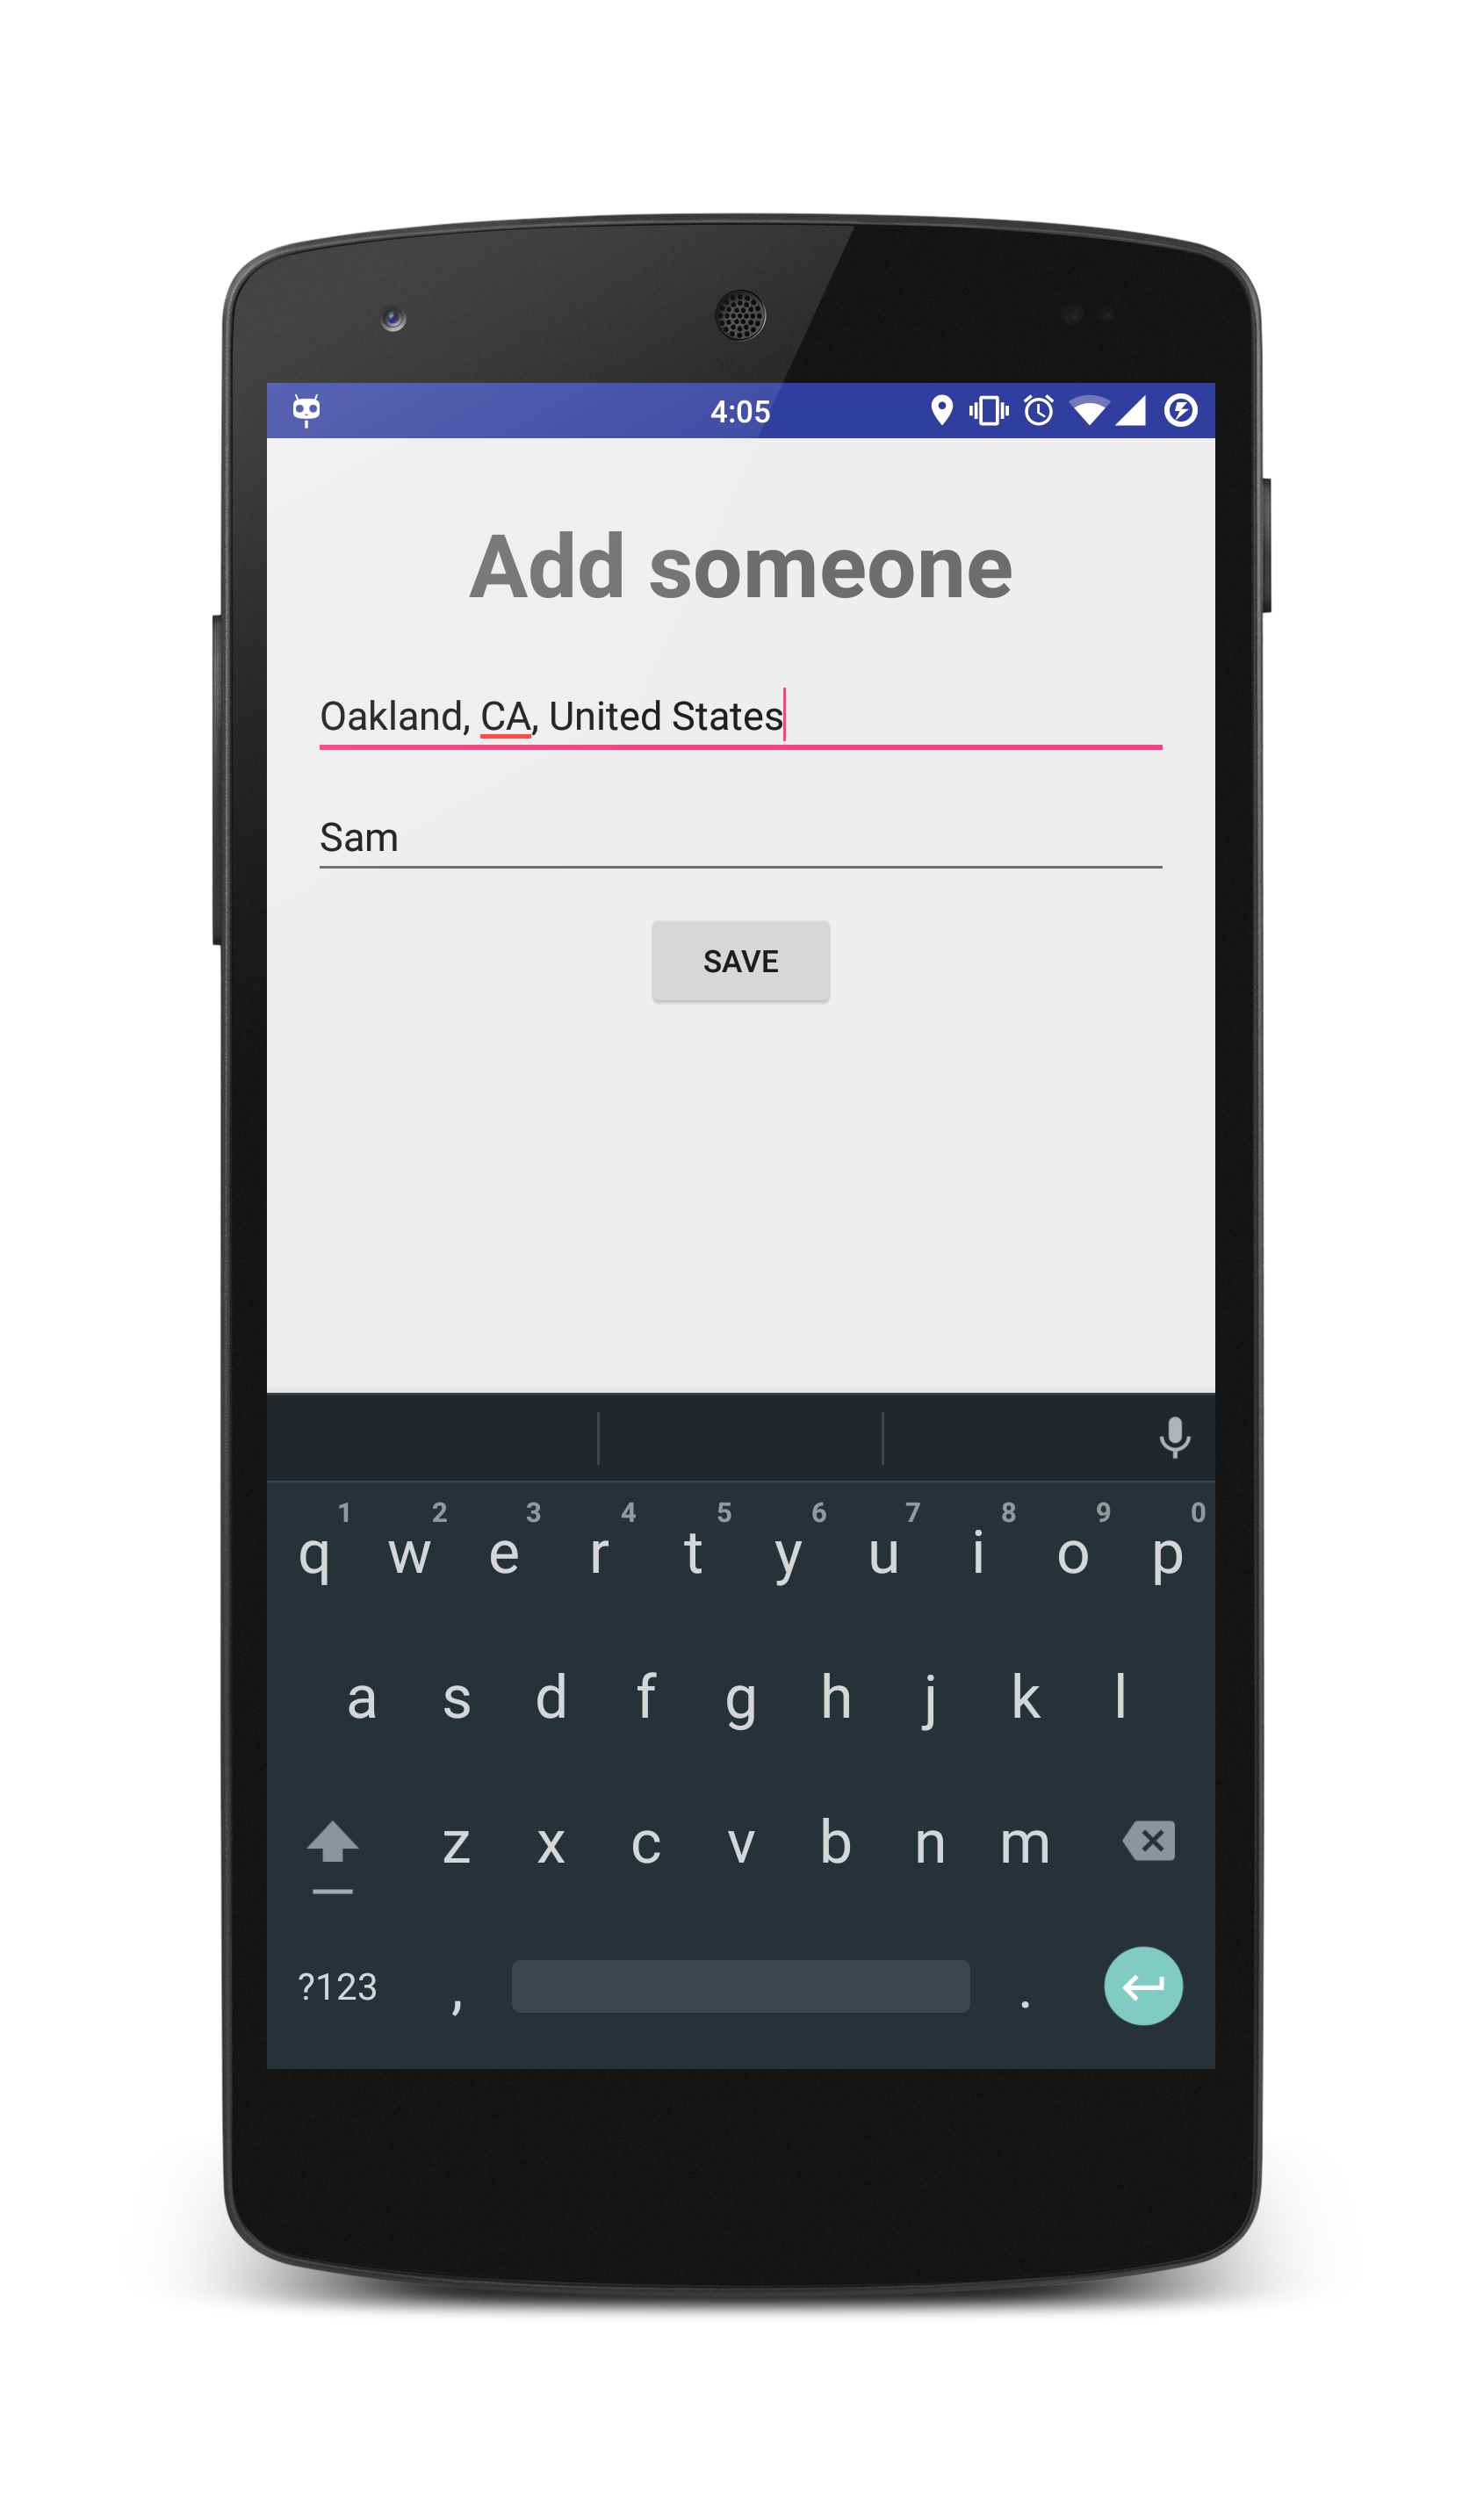 4:05
Add someone
Oakland, CA, United States
Sam
SAVE
1 2 3 4 5 6 7 8 9 0
q w e r t y u i o p
a s d f g h j k l
z x c v b n m
?123 , .